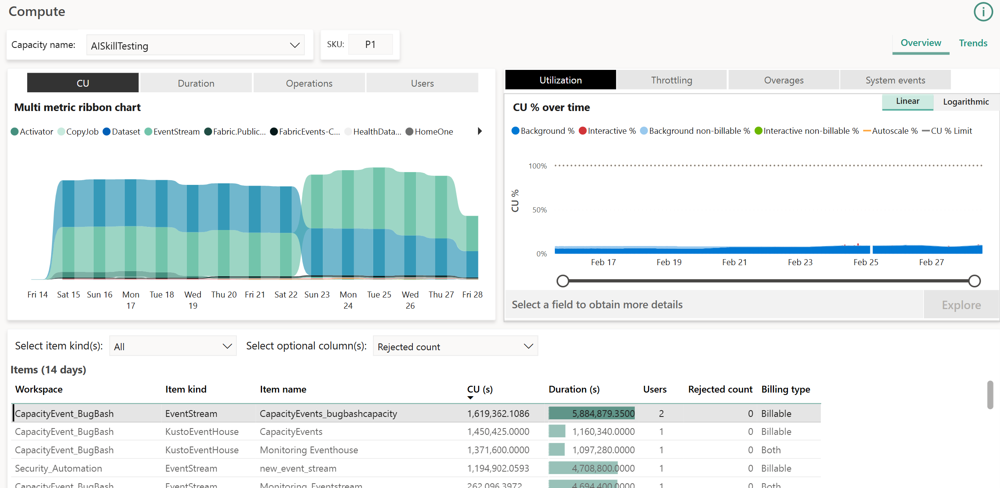 Compute
Capacity name: AISkillTesting SKU: P1
Overview Trends
CU Duration Operations Users
Multi metric ribbon chart
Activator CopyJob Dataset EventStream Fabric.Public... FabricEvents-C... HealthData... HomeOne
Fri 14 Sat 15 Sun 16 Mon 17 Tue 18 Wed 19 Thu 20 Fri 21 Sat 22 Sun 23 Mon 24 Tue 25 Wed 26 Thu 27 Fri 28
Utilization Throttling Overages System events
Linear Logarithmic
CU % over time
Background % Interactive % Background non-billable % Interactive non-billable % Autoscale % CU % Limit
CU %
100%
50%
0%
Feb 17 Feb 19 Feb 21 Feb 23 Feb 25 Feb 27
Select a field to obtain more details Explore
Select item kind(s): All Select optional column(s): Rejected count
Items (14 days)
Workspace Item kind Item name CU (s) Duration (s) Users Rejected count Billing type
CapacityEvent_BugBash EventStream CapacityEvents_bugbashcapacity 1,619,362.1086 5,884,879.3500 2 0 Billable
CapacityEvent_BugBash KustoEventHouse CapacityEvents 1,450,425.0000 1,160,340.0000 1 0 Billable
CapacityEvent_BugBash KustoEventHouse Monitoring Eventhouse 1,371,600.0000 1,097,280.0000 1 0 Both
Security_Automation EventStream new_event_stream 1,194,902.0593 4,708,800.0000 1 0 Billable
CapacityEvent_BugBash EventStream Monitoring_Eventstream 262,096.3972 4,694,400.0000 1 0 Both